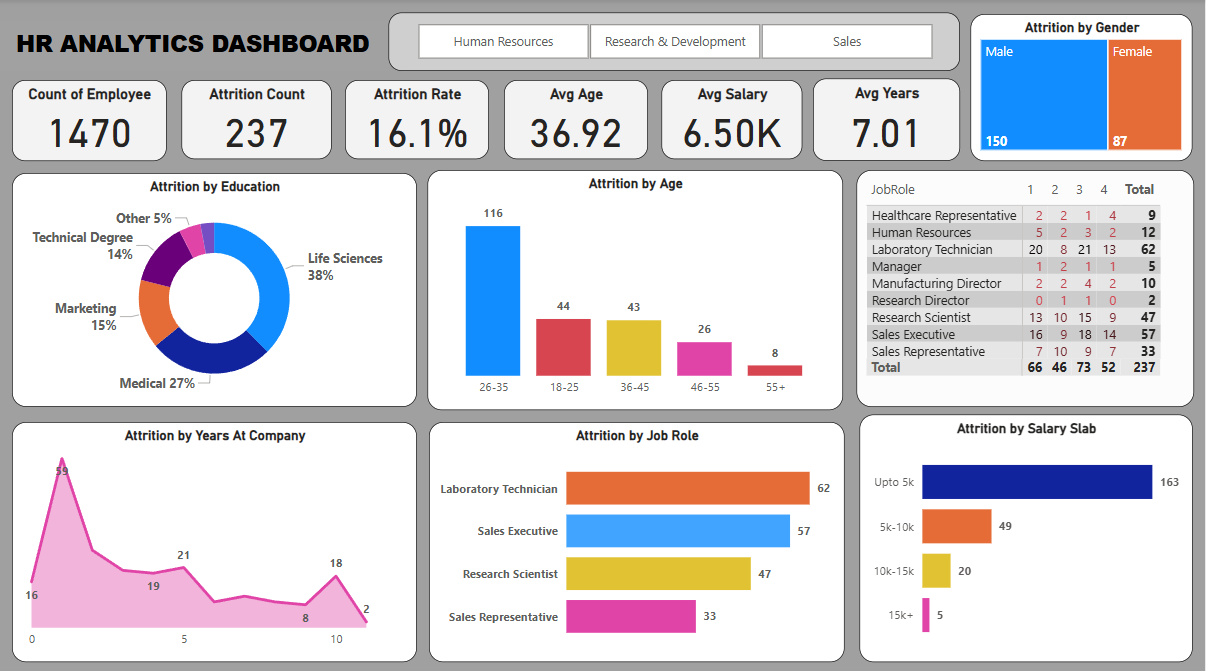 HR ANALYTICS DASHBOARD
Human Resources
Research & Development
Sales
Count of Employee
1470
Attrition Count
237
Attrition Rate
16.1%
Avg Age
36.92
Avg Salary
6.50K
Avg Years
7.01
Attrition by Gender
Male
Female
150
87
Attrition by Education
Other 5%
Technical Degree
14%
Life Sciences
38%
Marketing
15%
Medical 27%
Attrition by Age
116
44
43
26
8
26-35
18-25
36-45
46-55
55+
JobRole 1 2 3 4 Total
Healthcare Representative 2 2 1 4 9
Human Resources 5 2 3 2 12
Laboratory Technician 20 8 21 13 62
Manager 1 2 1 1 5
Manufacturing Director 2 2 4 2 10
Research Director 0 1 1 0 2
Research Scientist 13 10 15 9 47
Sales Executive 16 9 18 14 57
Sales Representative 7 10 9 7 33
Total 66 46 73 52 237
Attrition by Years At Company
59
21
18
19
16
8
2
0
5
10
Attrition by Job Role
Laboratory Technician 62
Sales Executive 57
Research Scientist 47
Sales Representative 33
Attrition by Salary Slab
Upto 5k 163
5k-10k 49
10k-15k 20
15k+ 5